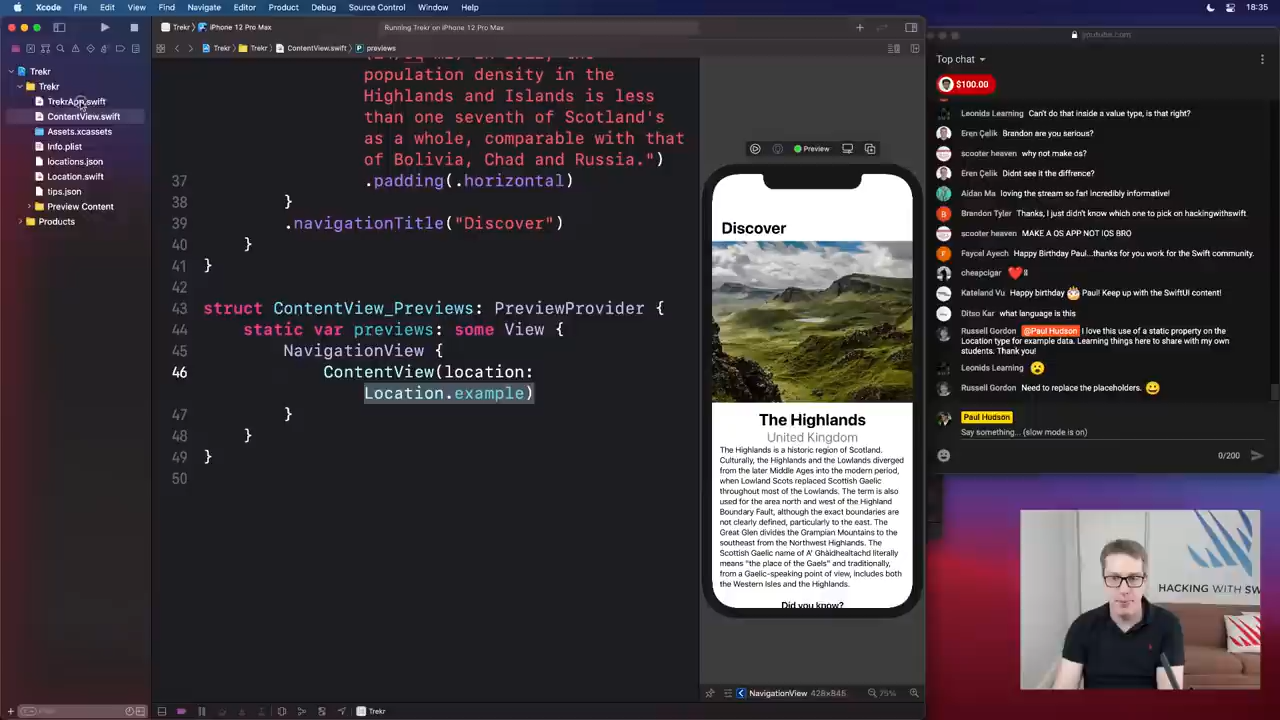 Xcode File Edit View Find Navigate Editor Product Debug Source Control Window Help 18:35
Trekr iPhone 12 Pro Max Running Trekr on iPhone 12 Pro Max
Trekr Trekr ContentView.swift previews
Trekr
Trekr
TrekrApp.swift
ContentView.swift
Assets.xcassets
Info.plist
locations.json
Location.swift
tips.json
Preview Content
Products
population density in the
Highlands and Islands is less
than one seventh of Scotland's
as a whole, comparable with that
of Bolivia, Chad and Russia.")
37 .padding(.horizontal)
38 }
39 .navigationTitle("Discover")
40 }
41 }
42
43 struct ContentView_Previews: PreviewProvider {
44 static var previews: some View {
45 NavigationView {
46 ContentView(location:
Location.example)
47 }
48 }
49 }
50
Preview
Discover
The Highlands
United Kingdom
The Highlands is a historic region of Scotland.
Culturally, the Highlands and the Lowlands diverged
from the later Middle Ages into the modern period,
when Lowland Scots replaced Scottish Gaelic
throughout most of the Lowlands. The term is also
used for the area north and west of the Highland
Boundary Fault, although the exact boundaries are
not clearly defined, particularly to the east. The
Great Glen divides the Grampian Mountains to the
southeast from the Northwest Highlands. The
Scottish Gaelic name of A' Ghàidhealtachd literally
means "the place of the Gaels" and traditionally,
from a Gaelic-speaking point of view, includes both
the Western Isles and the Highlands.
Did you know?
NavigationView 428×845 75%
Trekr
youtube.com
Top chat
$100.00
Leonids Learning Can't do that inside a value type, is that right?
Eren Çelik Brandon are you serious?
scooter heaven why not make os?
Eren Çelik Didnt see it the diffrence?
Aidan Ma loving the stream so far! Incredibly informative!
Brandon Tyler Thanks, I just didn't know which one to pick on hackingwithswift
scooter heaven MAKE A OS APP NOT IOS BRO
Faycel Ayech Happy Birthday Paul...thanks for you work for the Swift community.
cheapcigar ❤️‼
Kateland Vu Happy birthday 🎂 Paul! Keep up with the SwiftUI content!
Ditso Kar what language is this
Russell Gordon @Paul Hudson I love this use of a static property on the
Location type for example data. Learning things here to share with my own
students. Thank you!
Leonids Learning 😮
Russell Gordon Need to replace the placeholders. 😀
Paul Hudson
Say something... (slow mode is on)
0/200
HACKING WITH SW